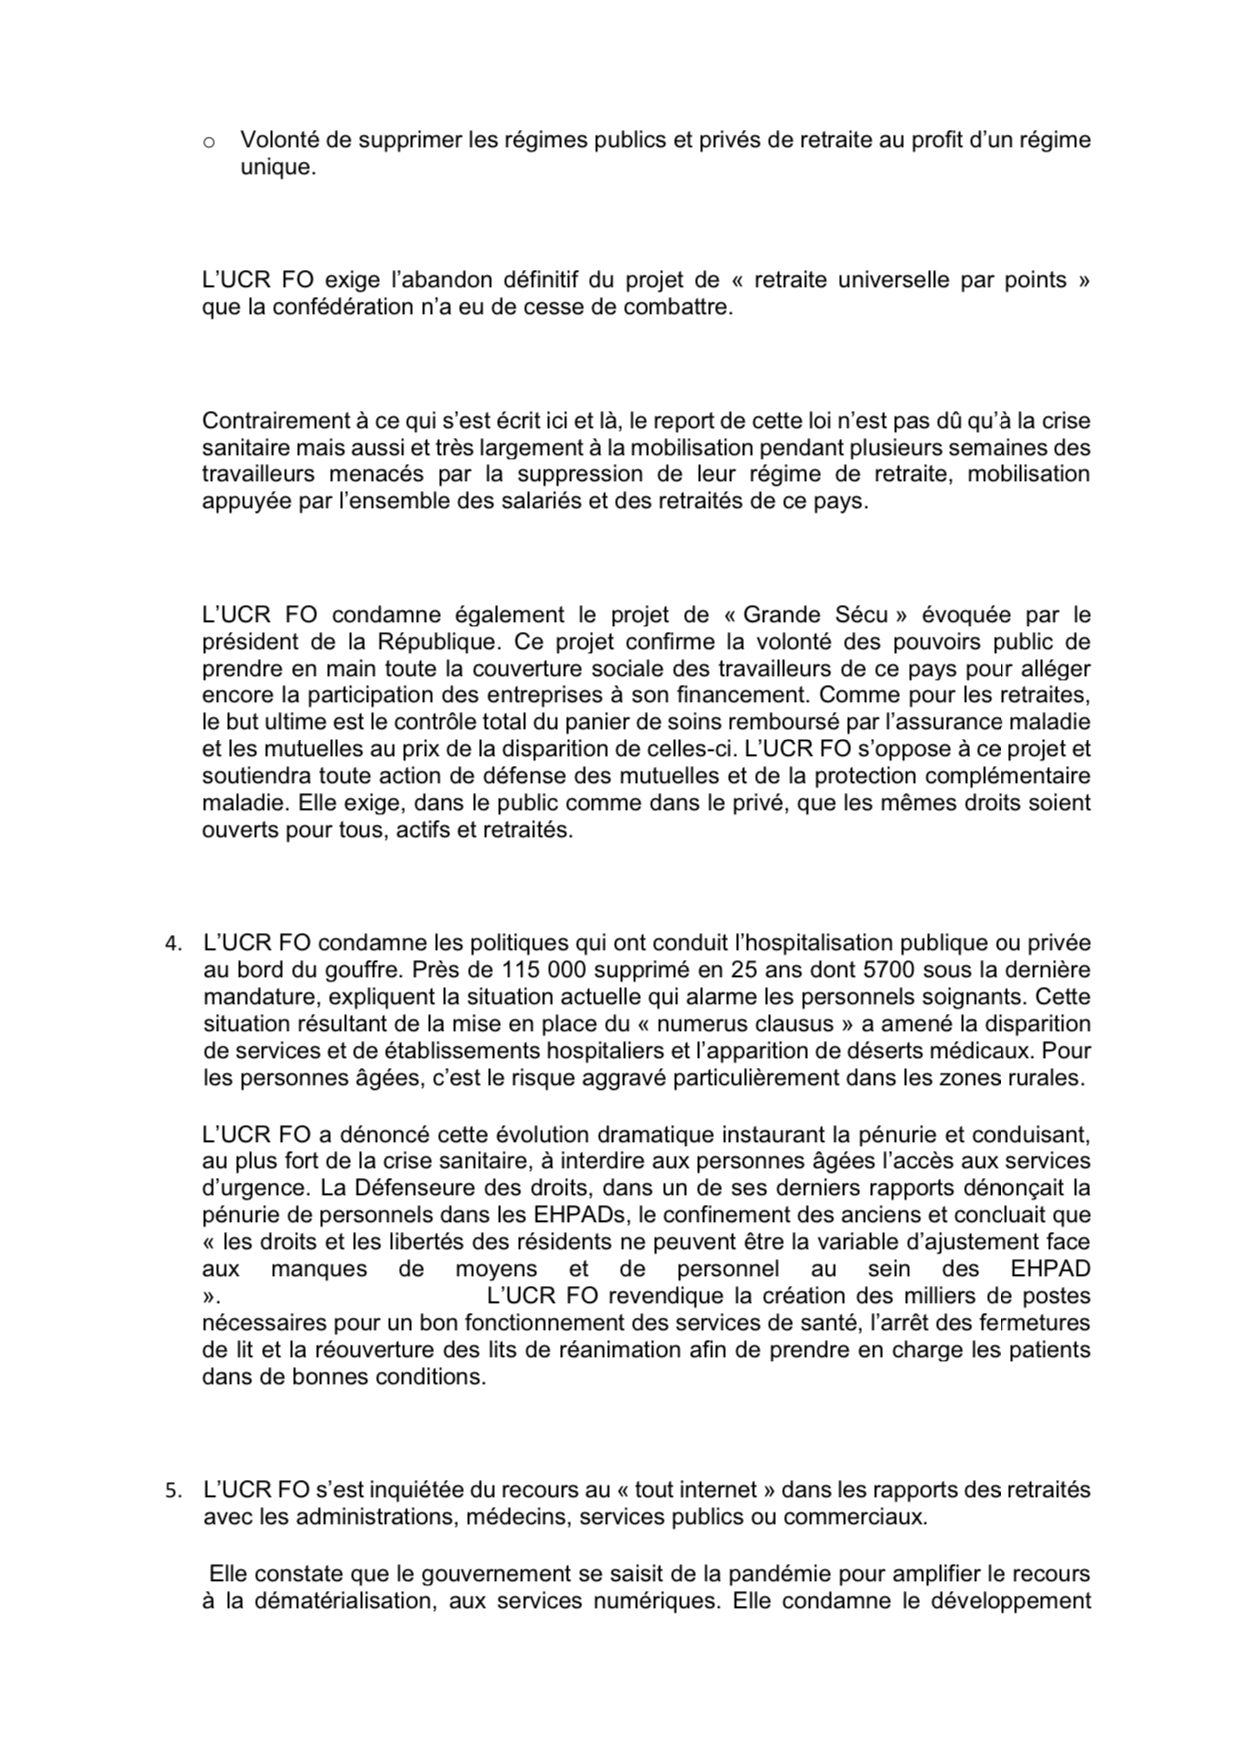 o Volonté de supprimer les régimes publics et privés de retraite au profit d’un régime
unique.
L’UCR FO exige l’abandon définitif du projet de « retraite universelle par points »
que la confédération n’a eu de cesse de combattre.
Contrairement à ce qui s’est écrit ici et là, le report de cette loi n’est pas dû qu’à la crise
sanitaire mais aussi et très largement à la mobilisation pendant plusieurs semaines des
travailleurs menacés par la suppression de leur régime de retraite, mobilisation
appuyée par l’ensemble des salariés et des retraités de ce pays.
L’UCR FO condamne également le projet de « Grande Sécu » évoquée par le
président de la République. Ce projet confirme la volonté des pouvoirs public de
prendre en main toute la couverture sociale des travailleurs de ce pays pour alléger
encore la participation des entreprises à son financement. Comme pour les retraites,
le but ultime est le contrôle total du panier de soins remboursé par l’assurance maladie
et les mutuelles au prix de la disparition de celles-ci. L’UCR FO s’oppose à ce projet et
soutiendra toute action de défense des mutuelles et de la protection complémentaire
maladie. Elle exige, dans le public comme dans le privé, que les mêmes droits soient
ouverts pour tous, actifs et retraités.
4. L’UCR FO condamne les politiques qui ont conduit l’hospitalisation publique ou privée
au bord du gouffre. Près de 115 000 supprimé en 25 ans dont 5700 sous la dernière
mandature, expliquent la situation actuelle qui alarme les personnels soignants. Cette
situation résultant de la mise en place du « numerus clausus » a amené la disparition
de services et de établissements hospitaliers et l’apparition de déserts médicaux. Pour
les personnes âgées, c’est le risque aggravé particulièrement dans les zones rurales.
L’UCR FO a dénoncé cette évolution dramatique instaurant la pénurie et conduisant,
au plus fort de la crise sanitaire, à interdire aux personnes âgées l’accès aux services
d’urgence. La Défenseure des droits, dans un de ses derniers rapports dénonçait la
pénurie de personnels dans les EHPADs, le confinement des anciens et concluait que
« les droits et les libertés des résidents ne peuvent être la variable d’ajustement face
aux manques de moyens et de personnel au sein des EHPAD
». L’UCR FO revendique la création des milliers de postes
nécessaires pour un bon fonctionnement des services de santé, l’arrêt des fermetures
de lit et la réouverture des lits de réanimation afin de prendre en charge les patients
dans de bonnes conditions.
5. L’UCR FO s’est inquiétée du recours au « tout internet » dans les rapports des retraités
avec les administrations, médecins, services publics ou commerciaux.
Elle constate que le gouvernement se saisit de la pandémie pour amplifier le recours
à la dématérialisation, aux services numériques. Elle condamne le développement